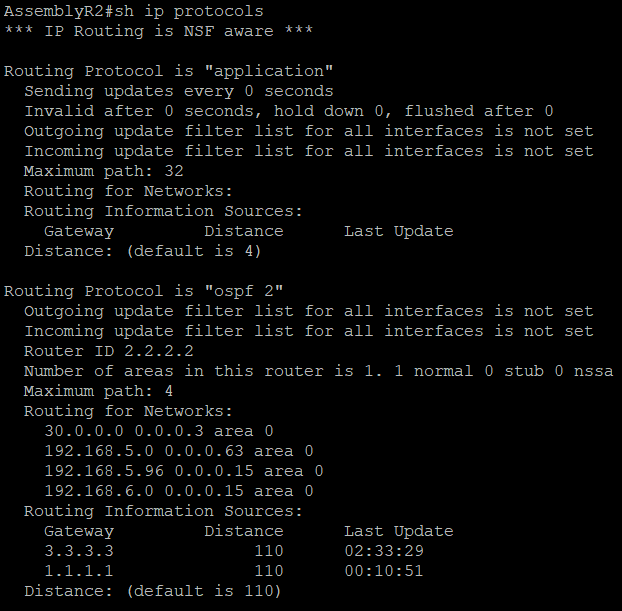 AssemblyR2#sh ip protocols
*** IP Routing is NSF aware ***

Routing Protocol is "application"
  Sending updates every 0 seconds
  Invalid after 0 seconds, hold down 0, flushed after 0
  Outgoing update filter list for all interfaces is not set
  Incoming update filter list for all interfaces is not set
  Maximum path: 32
  Routing for Networks:
  Routing Information Sources:
    Gateway         Distance      Last Update
  Distance: (default is 4)

Routing Protocol is "ospf 2"
  Outgoing update filter list for all interfaces is not set
  Incoming update filter list for all interfaces is not set
  Router ID 2.2.2.2
  Number of areas in this router is 1. 1 normal 0 stub 0 nssa
  Maximum path: 4
  Routing for Networks:
    30.0.0.0 0.0.0.3 area 0
    192.168.5.0 0.0.0.63 area 0
    192.168.5.96 0.0.0.15 area 0
    192.168.6.0 0.0.0.15 area 0
  Routing Information Sources:
    Gateway         Distance      Last Update
    3.3.3.3              110      02:33:29
    1.1.1.1              110      00:10:51
  Distance: (default is 110)